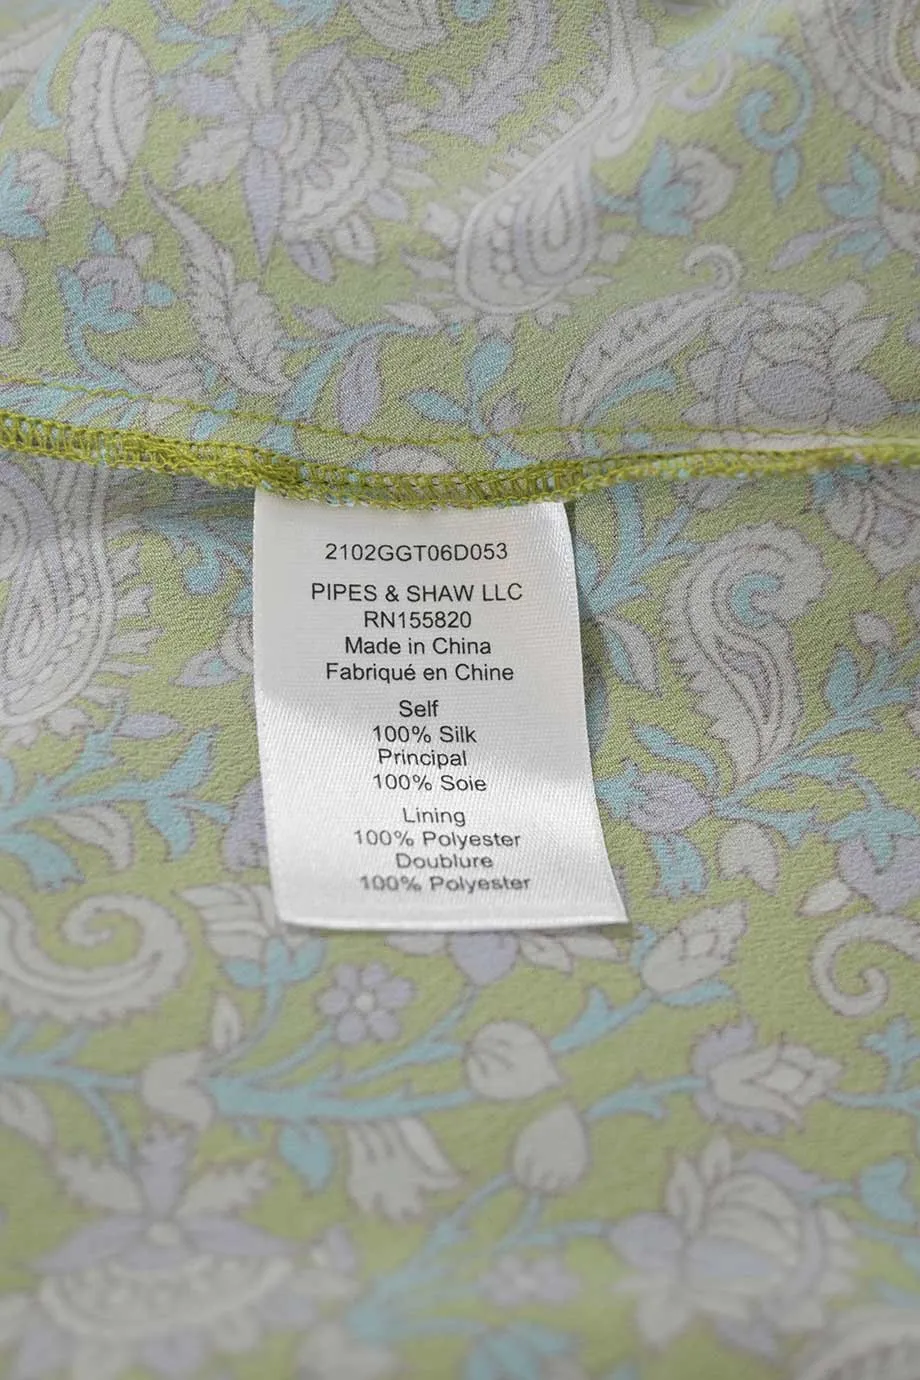 2102GGT06D053
PIPES & SHAW LLC
RN155820
Made in China
Fabriqué en Chine
Self
100% Silk
Principal
100% Soie
Lining
100% Polyester
Doublure
100% Polyester